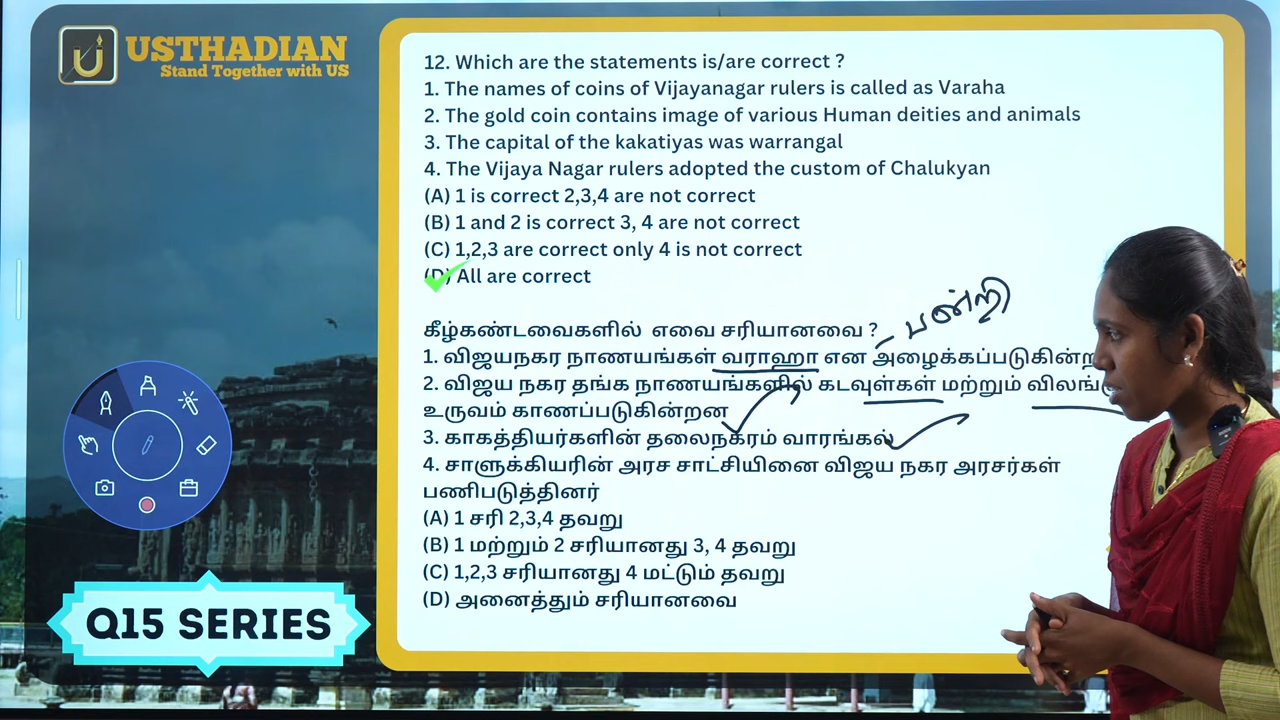 USTHADIAN
Stand Together with US
12. Which are the statements is/are correct ?
1. The names of coins of Vijayanagar rulers is called as Varaha
2. The gold coin contains image of various Human deities and animals
3. The capital of the kakatiyas was warrangal
4. The Vijaya Nagar rulers adopted the custom of Chalukyan
(A) 1 is correct 2,3,4 are not correct
(B) 1 and 2 is correct 3, 4 are not correct
(C) 1,2,3 are correct only 4 is not correct
(D) All are correct
பன்றி
கீழ்கண்டவைகளில் எவை சரியானவை ?
1. விஜயநகர நாணயங்கள் வராஹா என
2. விஜய நகர தங்க நாணயங்களில் கடவுள்கள் மற்றும்
உருவம் காணப்படுகின்றன
3. காகத்தியர்களின் தலைநகரம் வாரங்கல்
4. சாளுக்கியரின் அரச சாட்சியினை விஜய நகர அரசர்கள்
பணிபடுத்தினர்
(A) 1 சரி 2,3,4 தவறு
(B) 1 மற்றும் 2 சரியானது 3, 4 தவறு
(C) 1,2,3 சரியானது 4 மட்டும் தவறு
(D) அனைத்தும் சரியானவை
Q15 SERIES